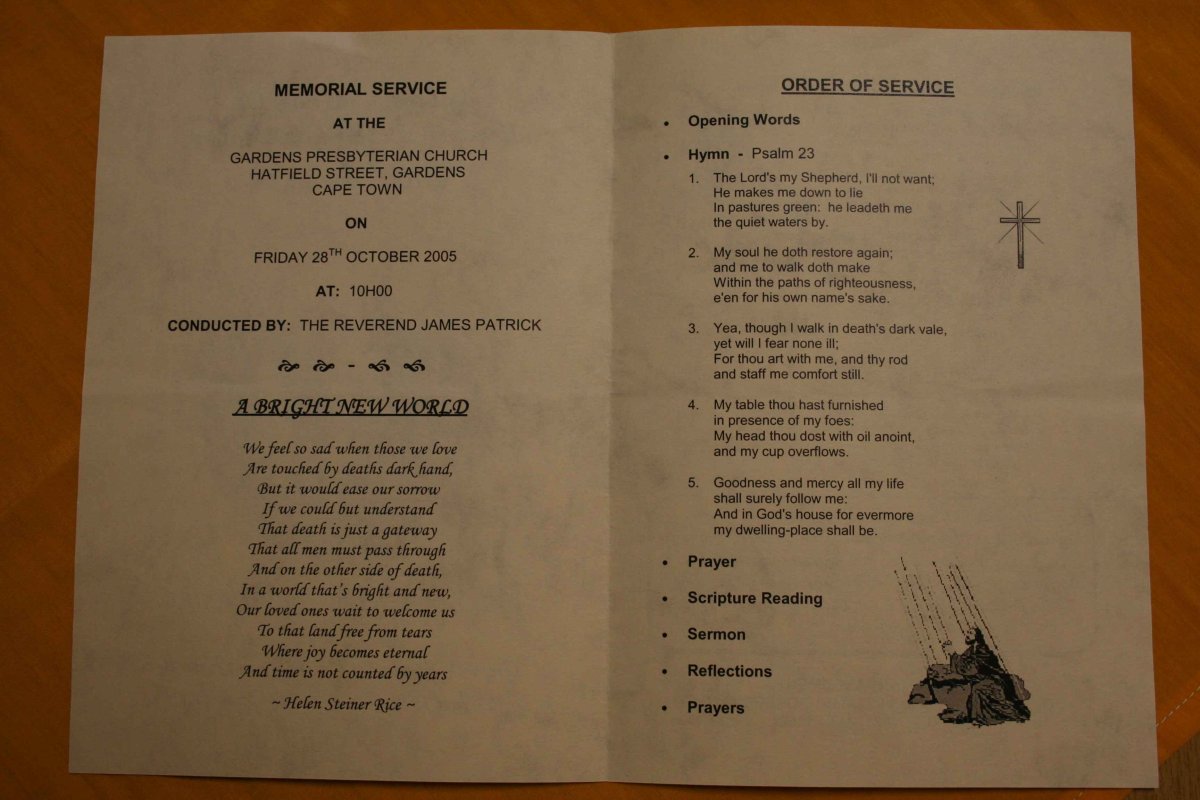 MEMORIAL SERVICE
AT THE
GARDENS PRESBYTERIAN CHURCH
HATFIELD STREET, GARDENS
CAPE TOWN
ON
FRIDAY 28TH OCTOBER 2005
AT: 10H00
CONDUCTED BY: THE REVEREND JAMES PATRICK
A BRIGHT NEW WORLD
We feel so sad when those we love
Are touched by deaths dark hand,
But it would ease our sorrow
If we could but understand
That death is just a gateway
That all men must pass through
And on the other side of death,
In a world that's bright and new,
Our loved ones wait to welcome us
To that land free from tears
Where joy becomes eternal
And time is not counted by years
~ Helen Steiner Rice ~
ORDER OF SERVICE
• Opening Words
• Hymn - Psalm 23
1. The Lord's my Shepherd, I'll not want;
He makes me down to lie
In pastures green: he leadeth me
the quiet waters by.
2. My soul he doth restore again;
and me to walk doth make
Within the paths of righteousness,
e'en for his own name's sake.
3. Yea, though I walk in death's dark vale,
yet will I fear none ill;
For thou art with me, and thy rod
and staff me comfort still.
4. My table thou hast furnished
in presence of my foes:
My head thou dost with oil anoint,
and my cup overflows.
5. Goodness and mercy all my life
shall surely follow me:
And in God's house for evermore
my dwelling-place shall be.
• Prayer
• Scripture Reading
• Sermon
• Reflections
• Prayers